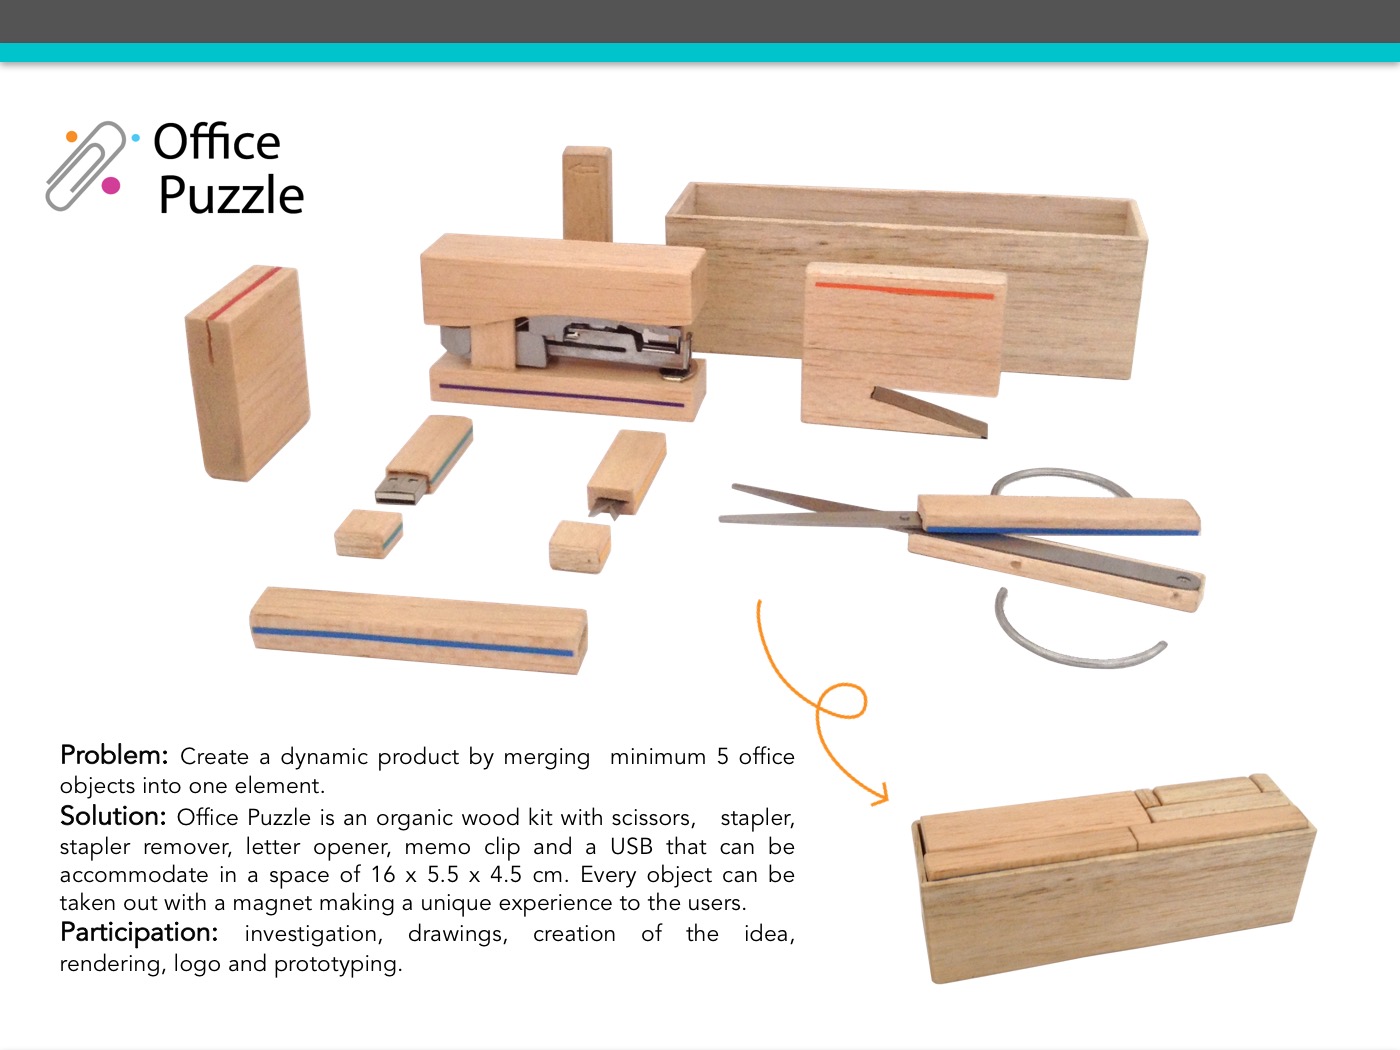 Office
Puzzle
Problem: Create a dynamic product by merging minimum 5 office
objects into one element.
Solution: Office Puzzle is an organic wood kit with scissors, stapler,
stapler remover, letter opener, memo clip and a USB that can be
accommodate in a space of 16 x 5.5 x 4.5 cm. Every object can be
taken out with a magnet making a unique experience to the users.
Participation: investigation, drawings, creation of the idea,
rendering, logo and prototyping.